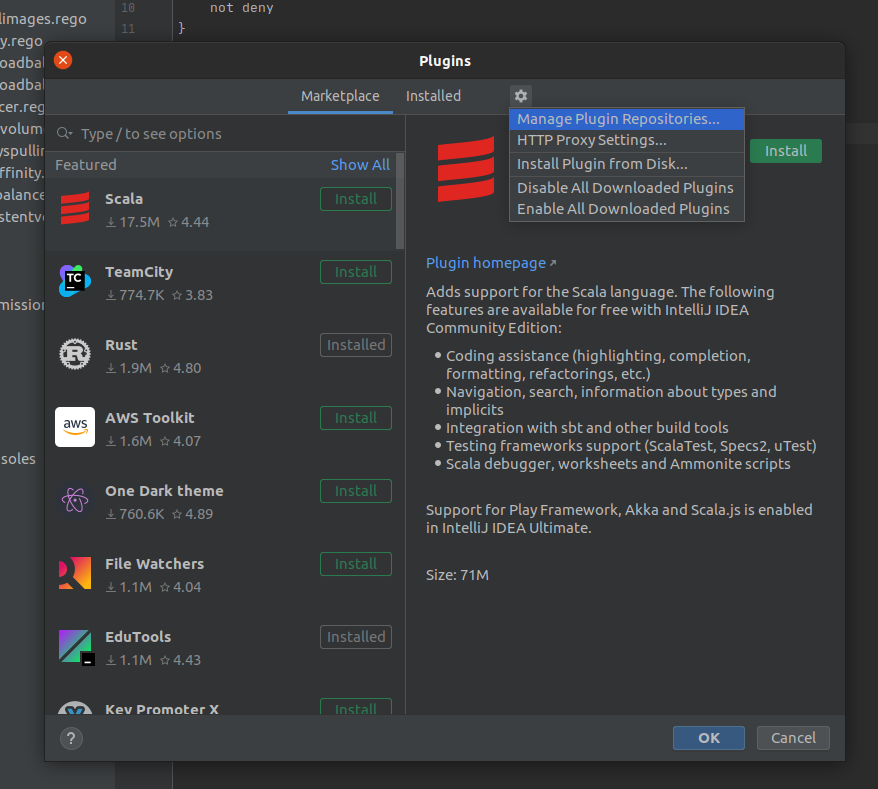 limages.rego
y.rego
oadbal
oadbal
cer.reg
volum
yspullin
ffinity.
balance
stentv
mission
soles
10 not deny
11 }
Plugins
Marketplace Installed
Type / to see options
Featured Show All
Scala Install
17.5M 4.44
TC TeamCity Install
774.7K 3.83
R Rust Installed
1.9M 4.80
aws AWS Toolkit Install
1.6M 4.07
One Dark theme Install
760.6K 4.89
File Watchers Install
1.1M 4.04
EduTools Installed
1.1M 4.43
Key Promoter X Install
Manage Plugin Repositories...
HTTP Proxy Settings...
Install Plugin from Disk...
Disable All Downloaded Plugins
Enable All Downloaded Plugins
Install
Plugin homepage ↗
Adds support for the Scala language. The following
features are available for free with IntelliJ IDEA
Community Edition:
• Coding assistance (highlighting, completion,
formatting, refactorings, etc.)
• Navigation, search, information about types and
implicits
• Integration with sbt and other build tools
• Testing frameworks support (ScalaTest, Specs2, uTest)
• Scala debugger, worksheets and Ammonite scripts
Support for Play Framework, Akka and Scala.js is enabled
in IntelliJ IDEA Ultimate.
Size: 71M
? OK Cancel